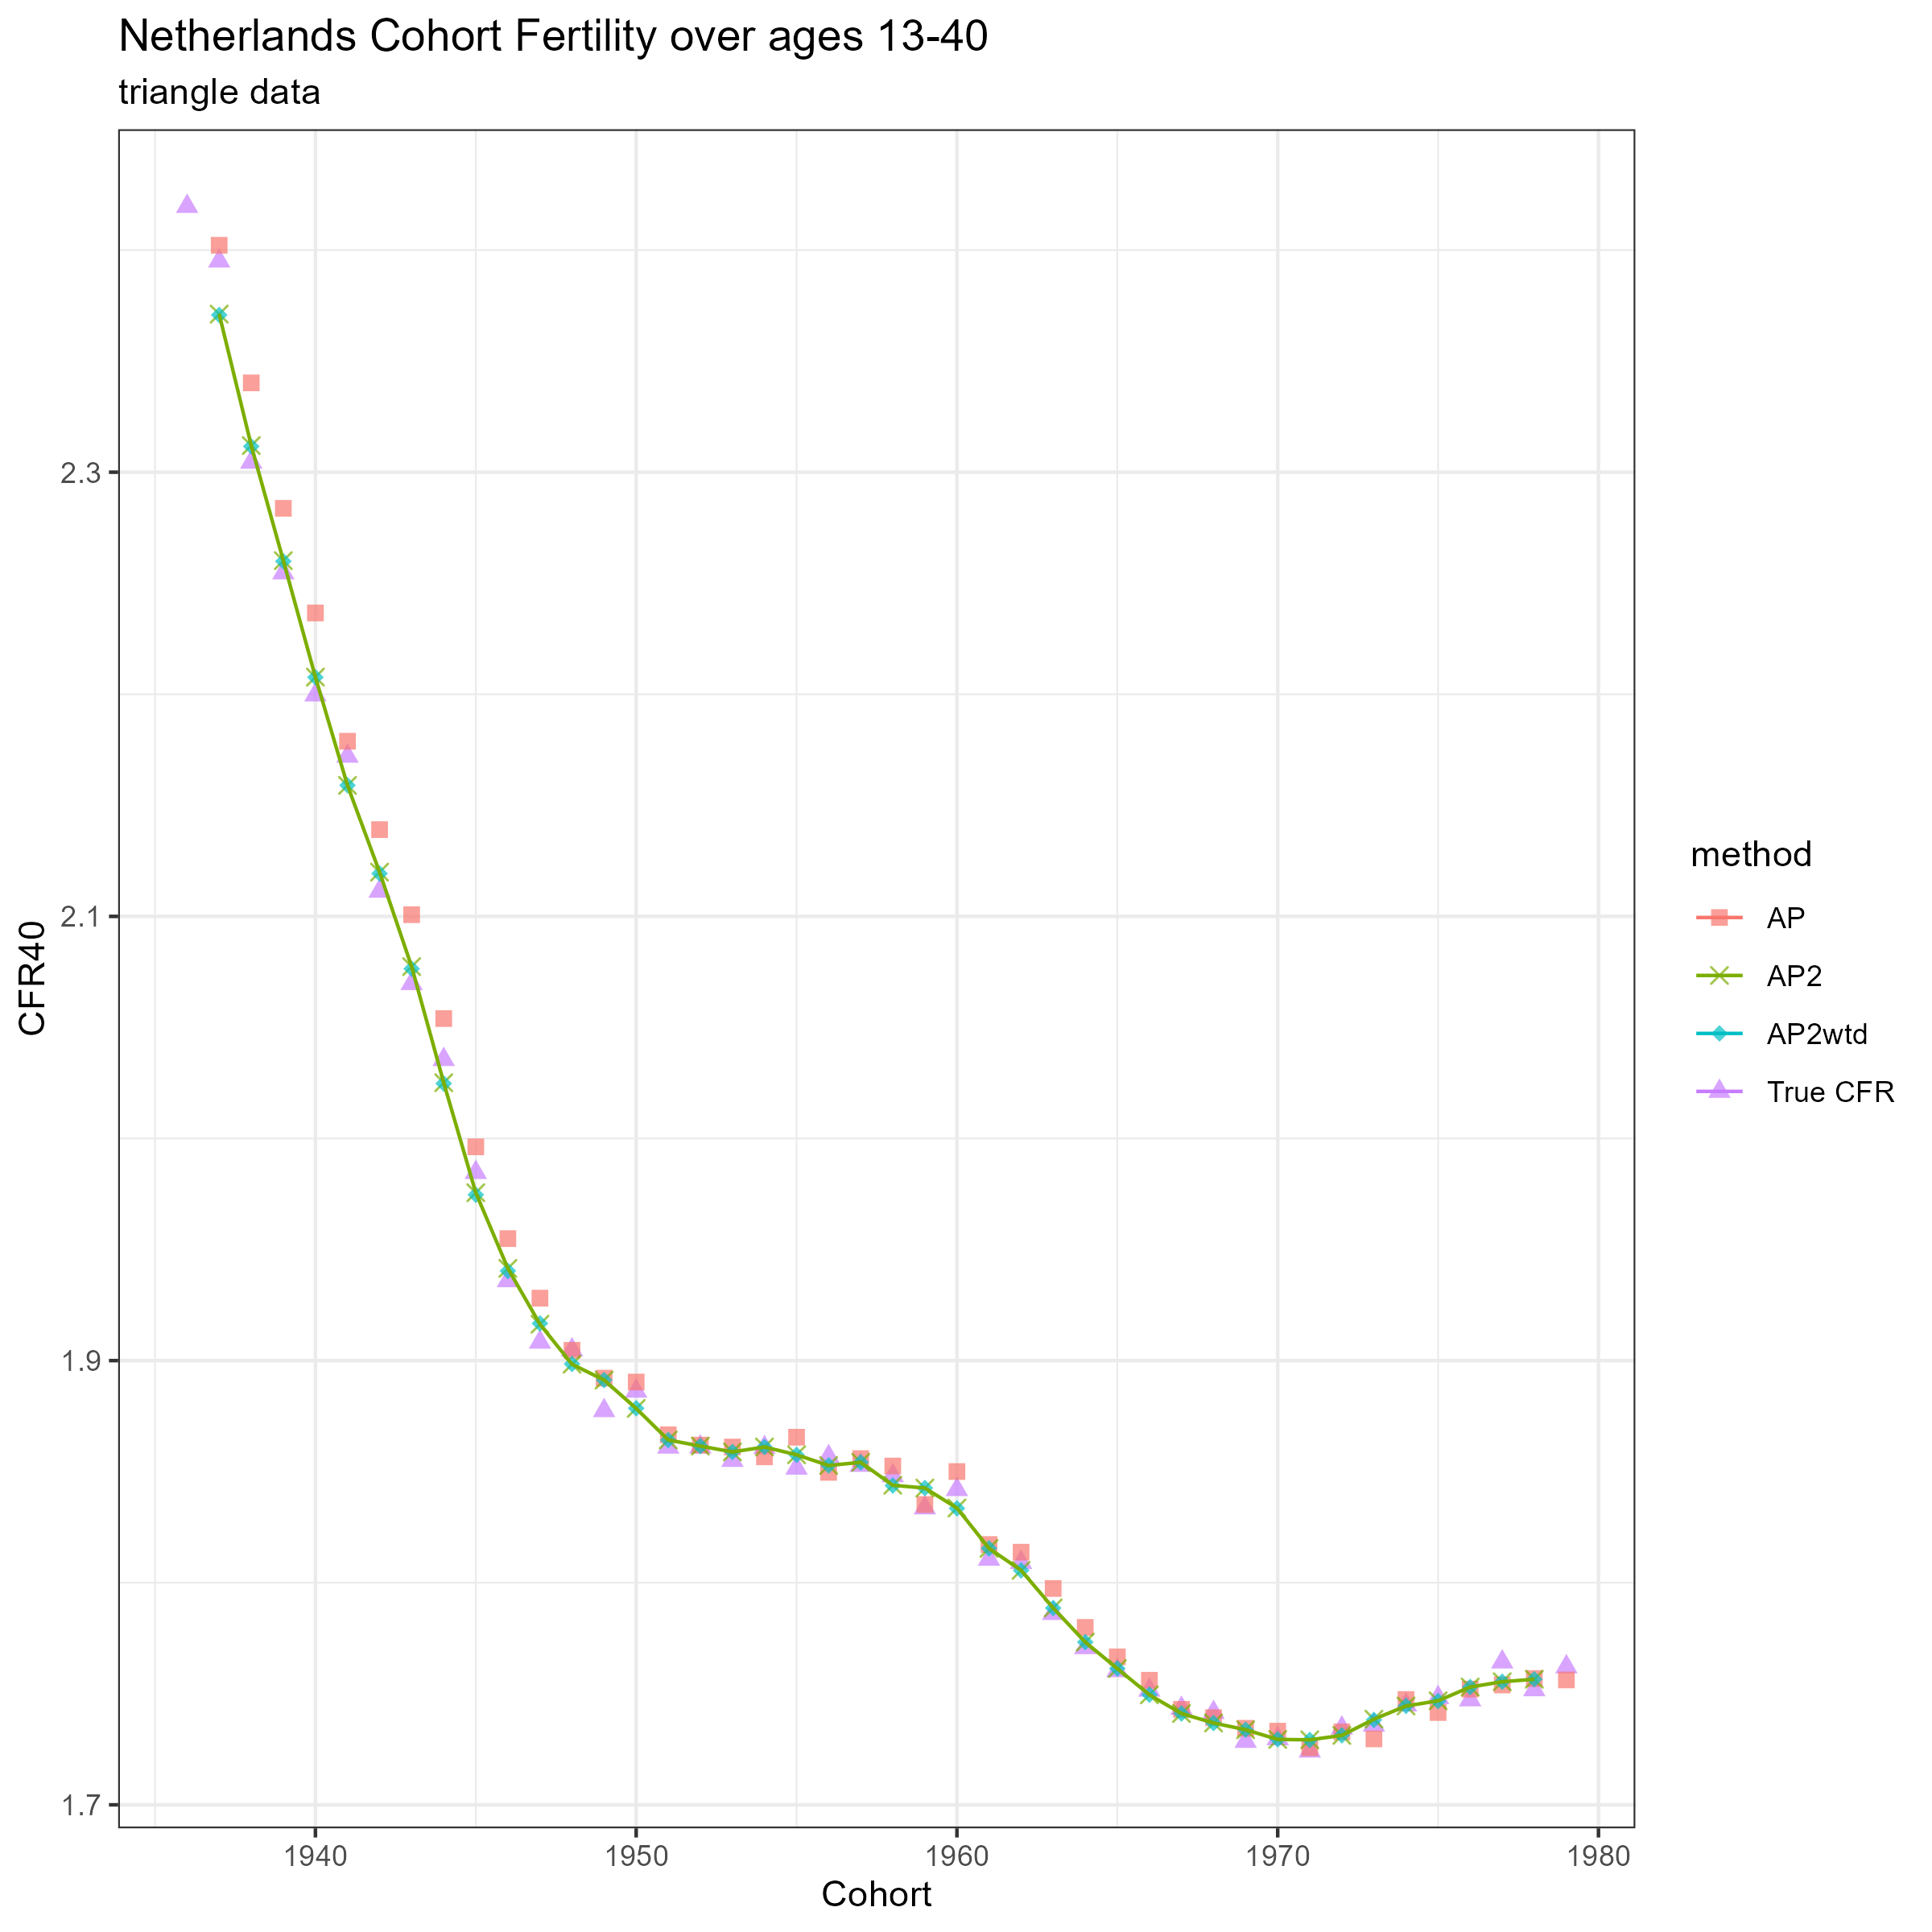 Netherlands Cohort Fertility over ages 13-40
triangle data
2.3
2.1
1.9
1.7
CFR40
1940
1950
1960
1970
1980
Cohort
method
AP
AP2
AP2wtd
True CFR